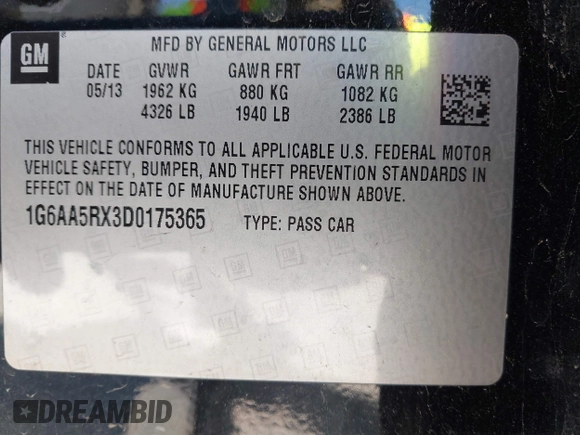 GM
MFD BY GENERAL MOTORS LLC
DATE GVWR GAWR FRT GAWR RR
05/13 1962 KG 880 KG 1082 KG
4326 LB 1940 LB 2386 LB
THIS VEHICLE CONFORMS TO ALL APPLICABLE U.S. FEDERAL MOTOR
VEHICLE SAFETY, BUMPER, AND THEFT PREVENTION STANDARDS IN
EFFECT ON THE DATE OF MANUFACTURE SHOWN ABOVE.
1G6AA5RX3D0175365 TYPE: PASS CAR
DREAMBID